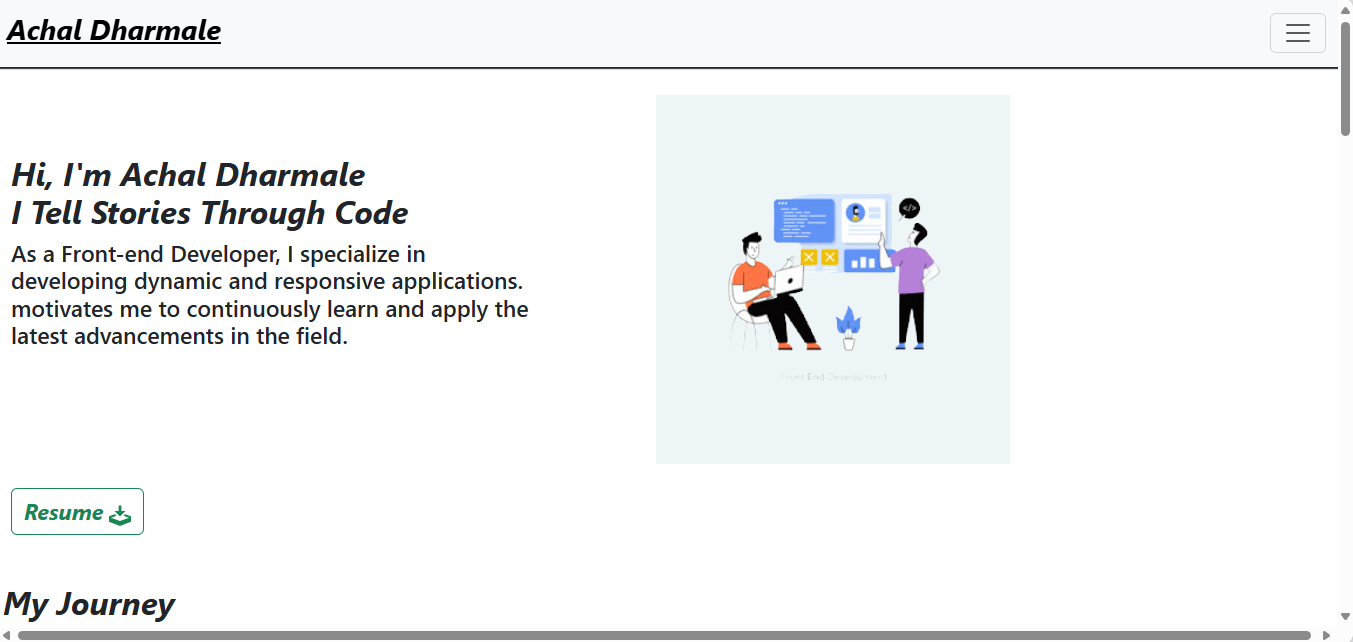 Achal Dharmale
Hi, I'm Achal Dharmale
I Tell Stories Through Code
As a Front-end Developer, I specialize in
developing dynamic and responsive applications.
motivates me to continuously learn and apply the
latest advancements in the field.
</>
Front End Development
Resume
My Journey